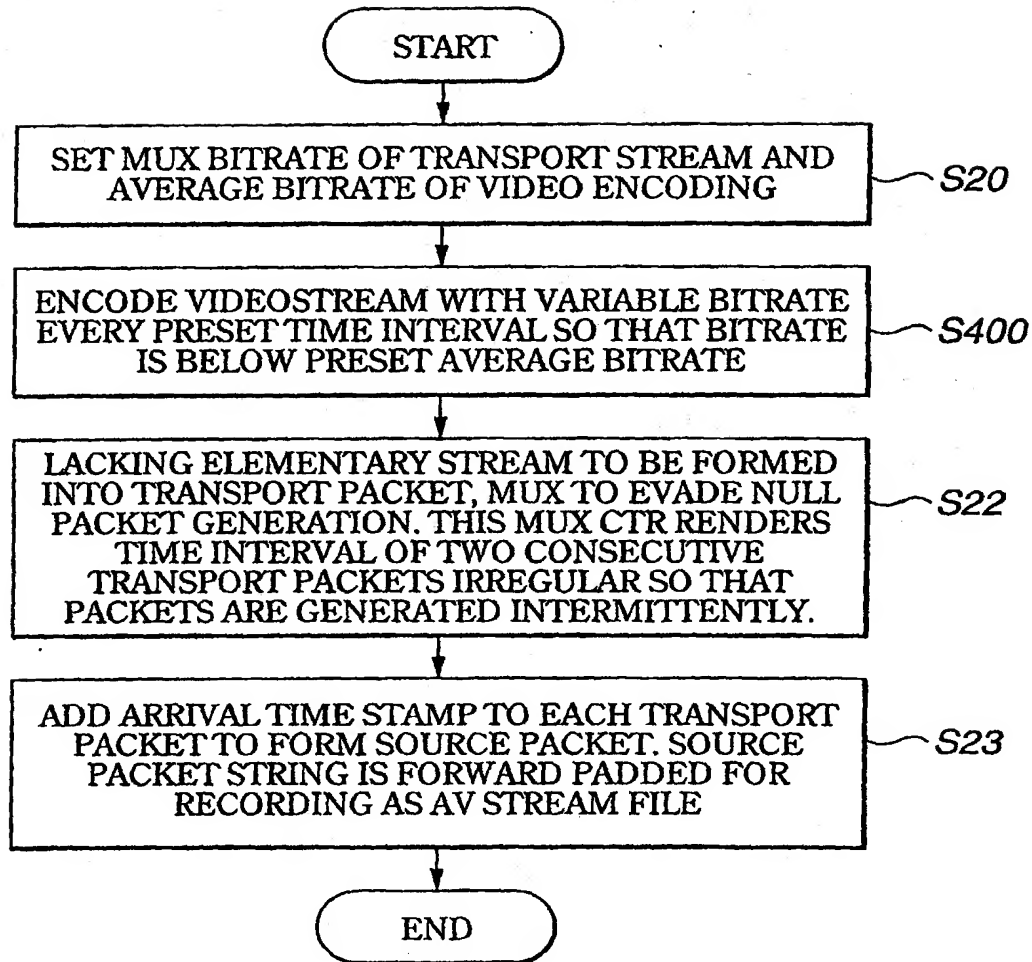 START
SET MUX BITRATE OF TRANSPORT STREAM AND
AVERAGE BITRATE OF VIDEO ENCODING
S20
ENCODE VIDEOSTREAM WITH VARIABLE BITRATE
EVERY PRESET TIME INTERVAL SO THAT BITRATE
IS BELOW PRESET AVERAGE BITRATE
S400
LACKING ELEMENTARY STREAM TO BE FORMED
INTO TRANSPORT PACKET, MUX TO EVADE NULL
PACKET GENERATION. THIS MUX CTR RENDERS
TIME INTERVAL OF TWO CONSECUTIVE
TRANSPORT PACKETS IRREGULAR SO THAT
PACKETS ARE GENERATED INTERMITTENTLY.
S22
ADD ARRIVAL TIME STAMP TO EACH TRANSPORT
PACKET TO FORM SOURCE PACKET. SOURCE
PACKET STRING IS FORWARD PADDED FOR
RECORDING AS AV STREAM FILE
S23
END